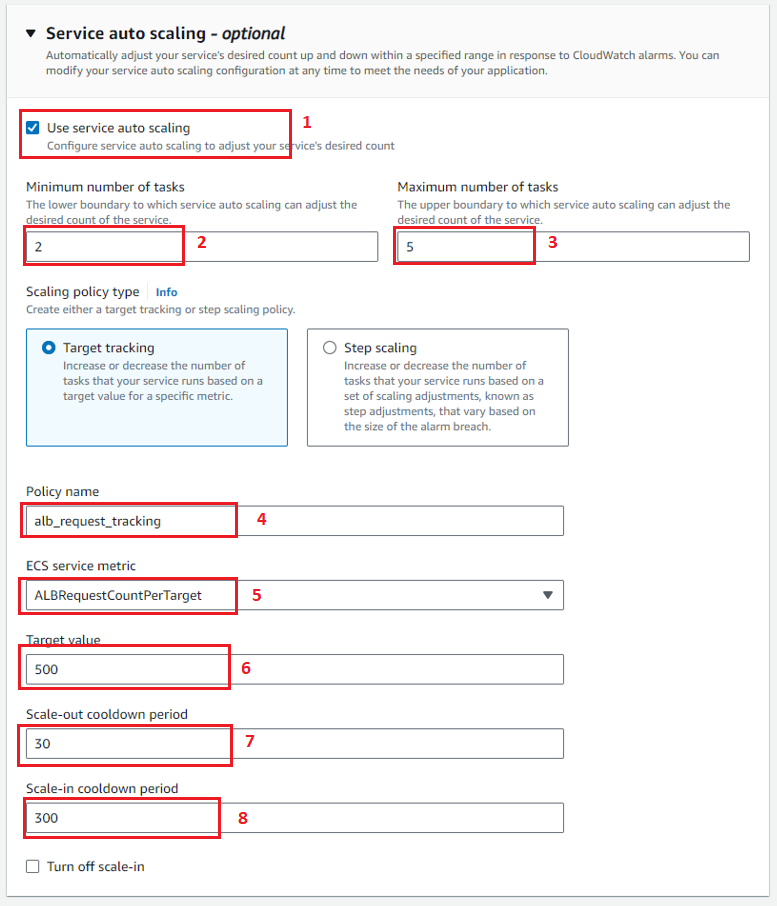 Service auto scaling - optional
Automatically adjust your service's desired count up and down within a specified range in response to CloudWatch alarms. You can
modify your service auto scaling configuration at any time to meet the needs of your application.
Use service auto scaling 1
Configure service auto scaling to adjust your service's desired count
Minimum number of tasks
The lower boundary to which service auto scaling can adjust the
desired count of the service.
2 2
Maximum number of tasks
The upper boundary to which service auto scaling can adjust the
desired count of the service.
5 3
Scaling policy type Info
Create either a target tracking or step scaling policy.
Target tracking
Increase or decrease the number of
tasks that your service runs based on a
target value for a specific metric.
Step scaling
Increase or decrease the number of
tasks that your service runs based on a
set of scaling adjustments, known as
step adjustments, that vary based on
the size of the alarm breach.
Policy name
alb_request_tracking 4
ECS service metric
ALBRequestCountPerTarget 5
Target value
500 6
Scale-out cooldown period
30 7
Scale-in cooldown period
300 8
Turn off scale-in